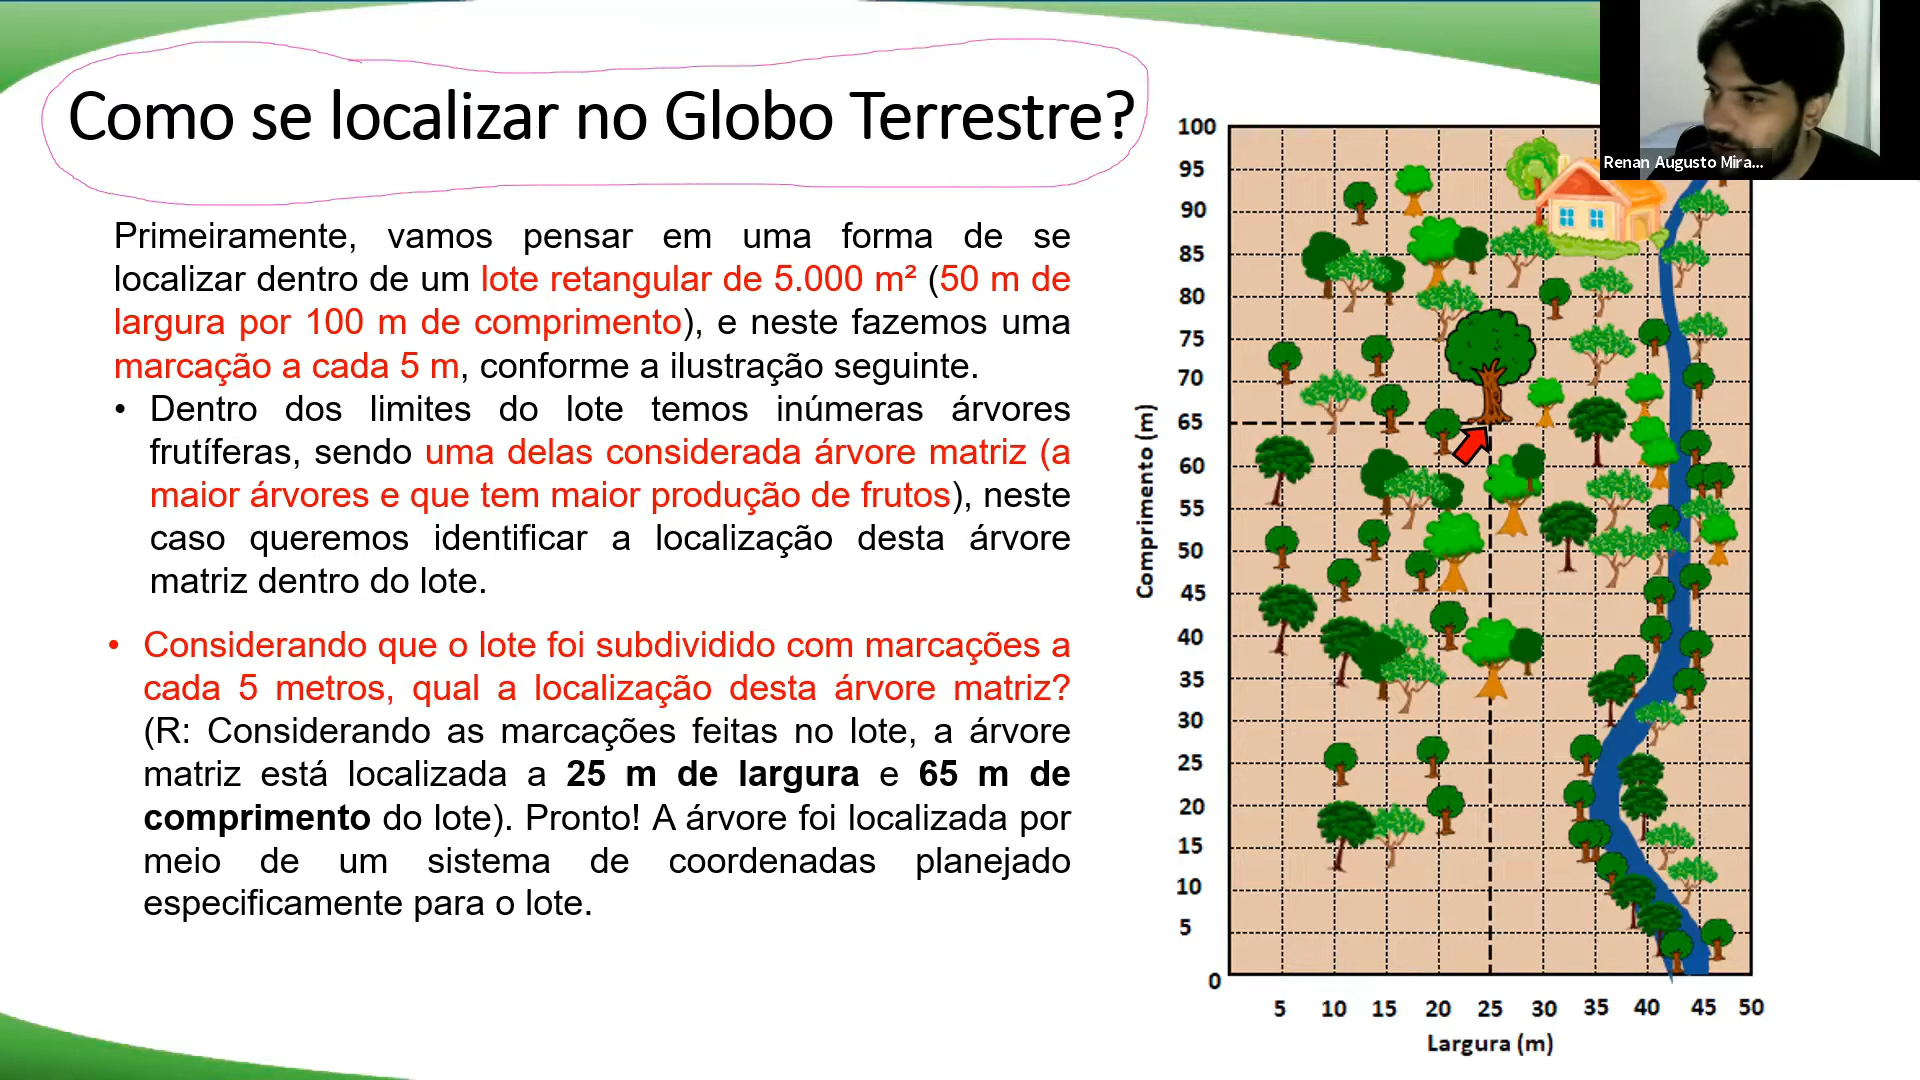 Como se localizar no Globo Terrestre?
Renan Augusto Mira...
Primeiramente, vamos pensar em uma forma de se
localizar dentro de um lote retangular de 5.000 m² (50 m de
largura por 100 m de comprimento), e neste fazemos uma
marcação a cada 5 m, conforme a ilustração seguinte.
• Dentro dos limites do lote temos inúmeras árvores
frutíferas, sendo uma delas considerada árvore matriz (a
maior árvores e que tem maior produção de frutos), neste
caso queremos identificar a localização desta árvore
matriz dentro do lote.
• Considerando que o lote foi subdividido com marcações a
cada 5 metros, qual a localização desta árvore matriz?
(R: Considerando as marcações feitas no lote, a árvore
matriz está localizada a 25 m de largura e 65 m de
comprimento do lote). Pronto! A árvore foi localizada por
meio de um sistema de coordenadas planejado
especificamente para o lote.
Comprimento (m)
100
95
90
85
80
75
70
65
60
55
50
45
40
35
30
25
20
15
10
5
0
5 10 15 20 25 30 35 40 45 50
Largura (m)